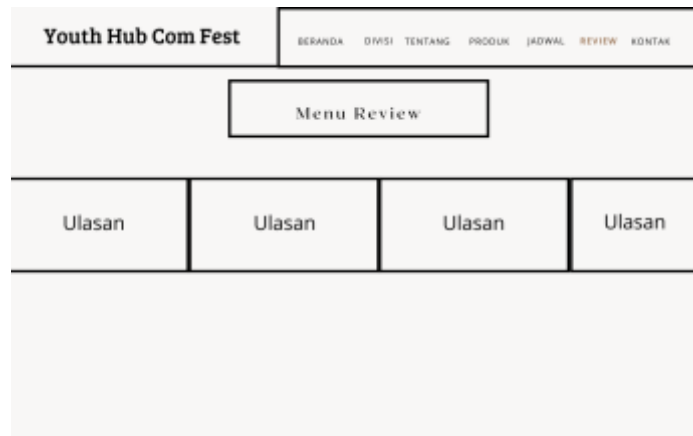 Youth Hub Com Fest
BERANDA DIVISI TENTANG PRODUK JADWAL REVIEW KONTAK
Menu Review
Ulasan Ulasan Ulasan Ulasan